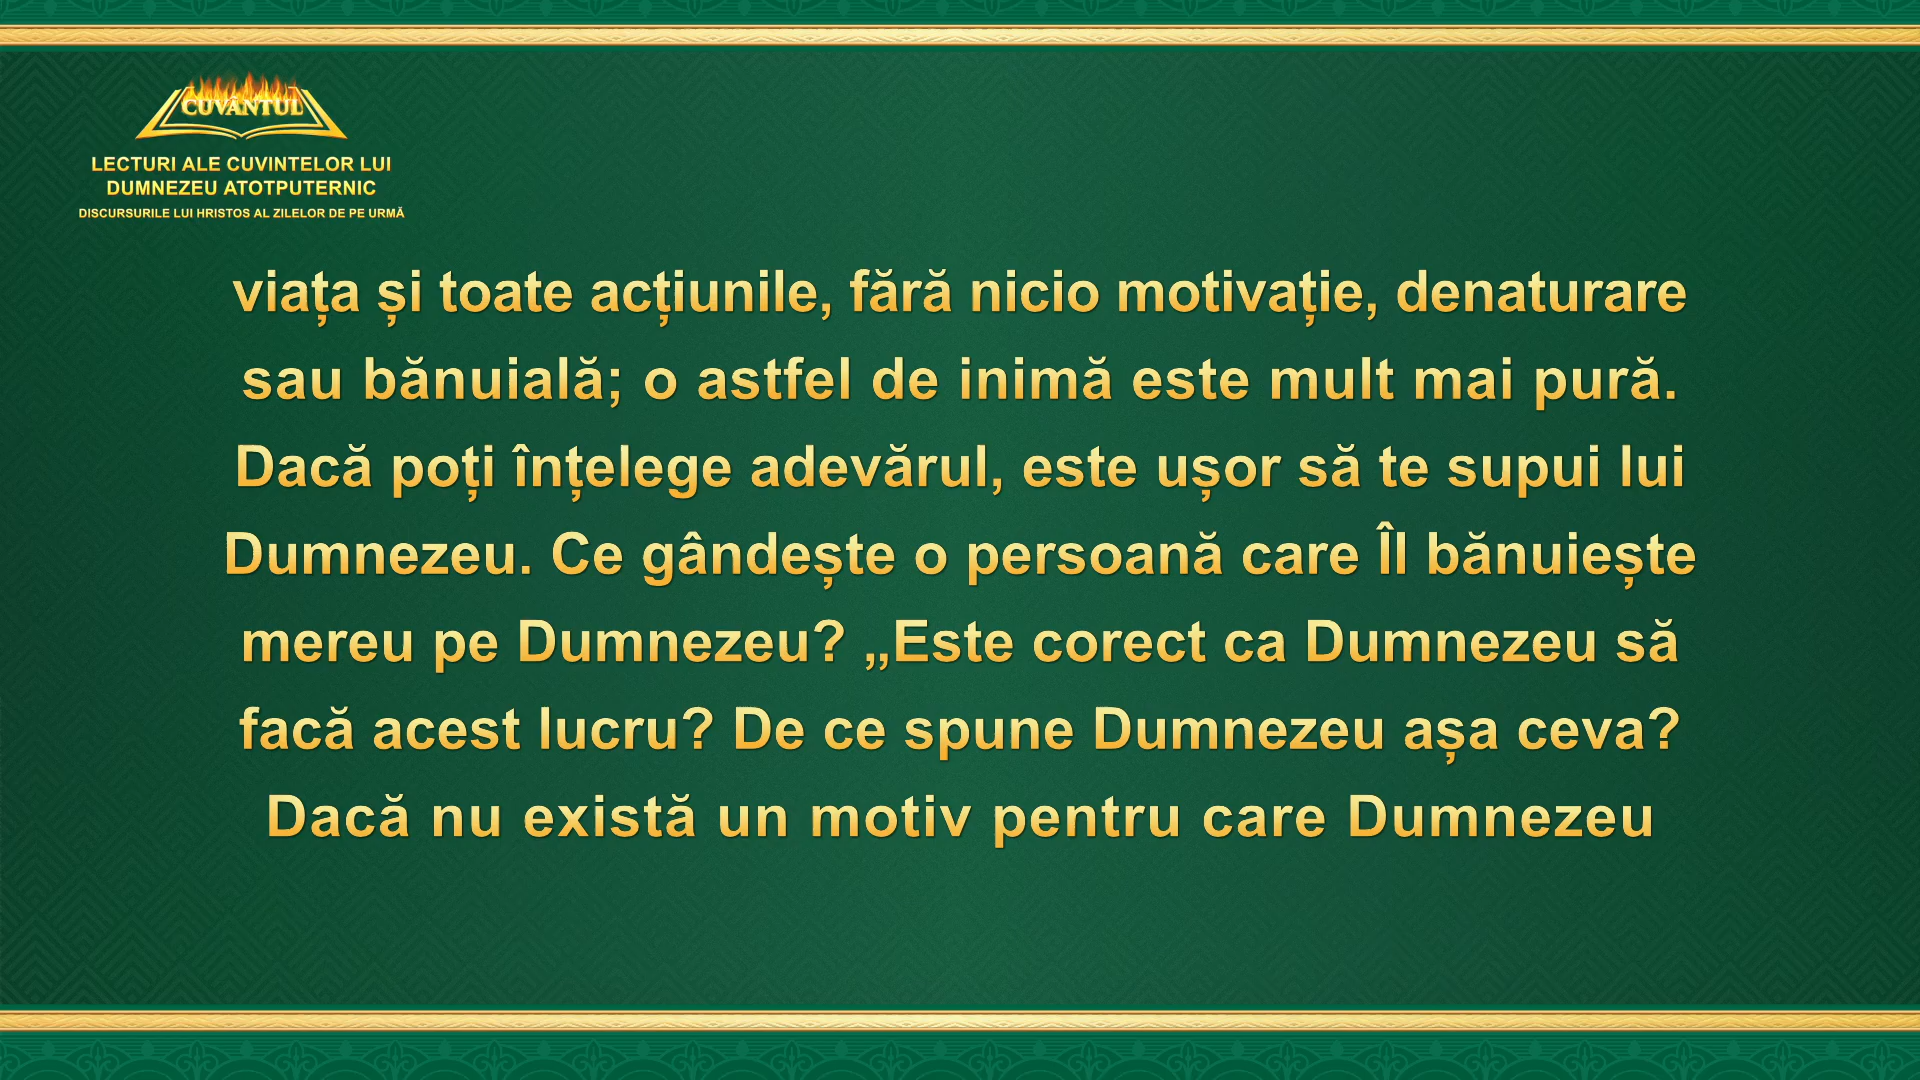 CUVÂNTUL
LECTURI ALE CUVINTELOR LUI
DUMNEZEU ATOTPUTERNIC
DISCURSURILE LUI HRISTOS AL ZILELOR DE PE URMĂ
viața și toate acțiunile, fără nicio motivație, denaturare
sau bănuială; o astfel de inimă este mult mai pură.
Dacă poți înțelege adevărul, este ușor să te supui lui
Dumnezeu. Ce gândește o persoană care Îl bănuiește
mereu pe Dumnezeu? „Este corect ca Dumnezeu să
facă acest lucru? De ce spune Dumnezeu așa ceva?
Dacă nu există un motiv pentru care Dumnezeu